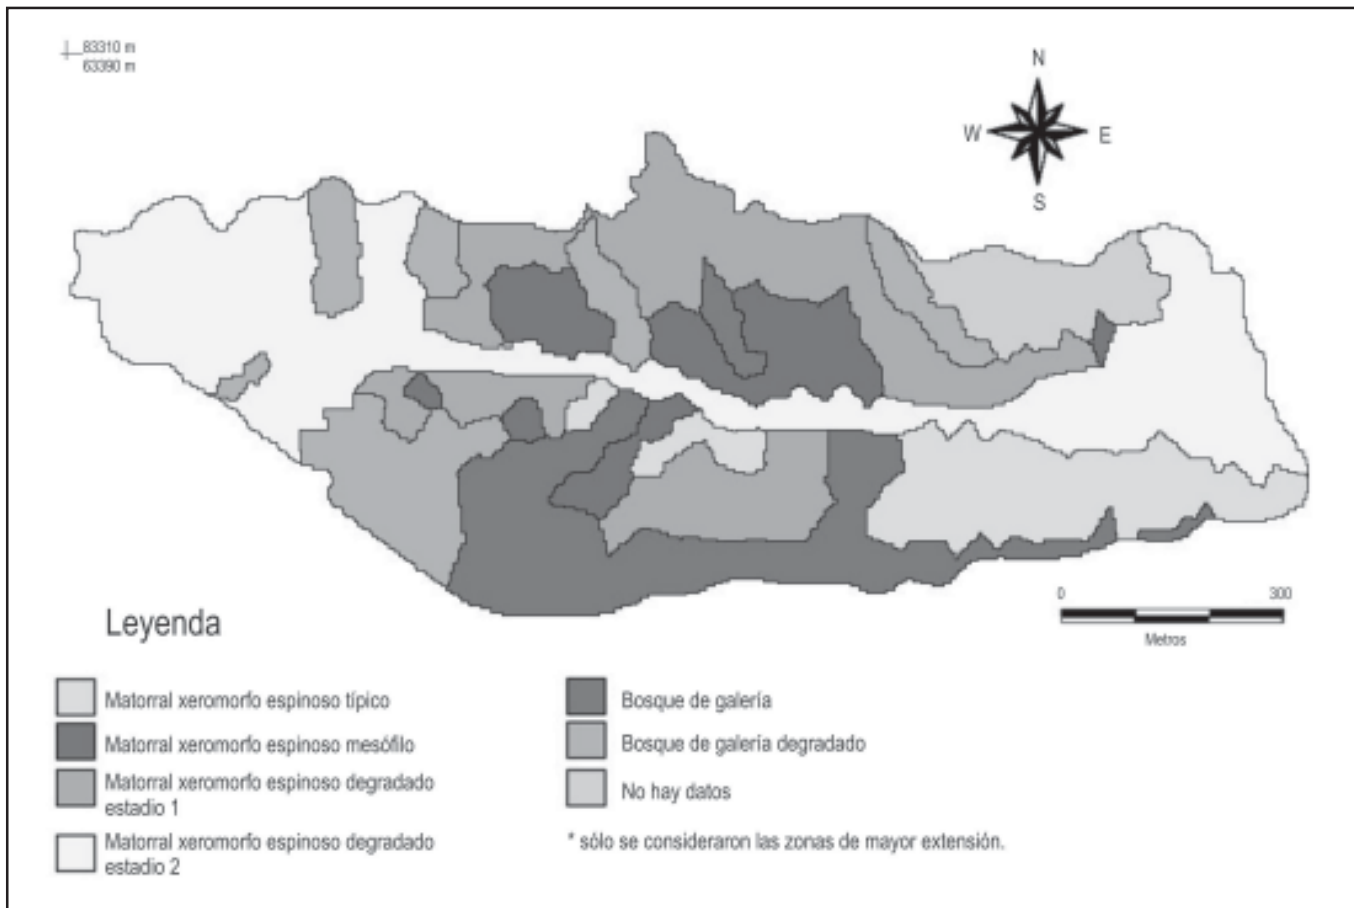 83310 m
63390 m
N
W
E
S
0
300
Metros
Leyenda
Matorral xeromorfo espinoso típico
Matorral xeromorfo espinoso mesófilo
Matorral xeromorfo espinoso degradado
estadio 1
Matorral xeromorfo espinoso degradado
estadio 2
Bosque de galería
Bosque de galería degradado
No hay datos
* sólo se consideraron las zonas de mayor extensión.